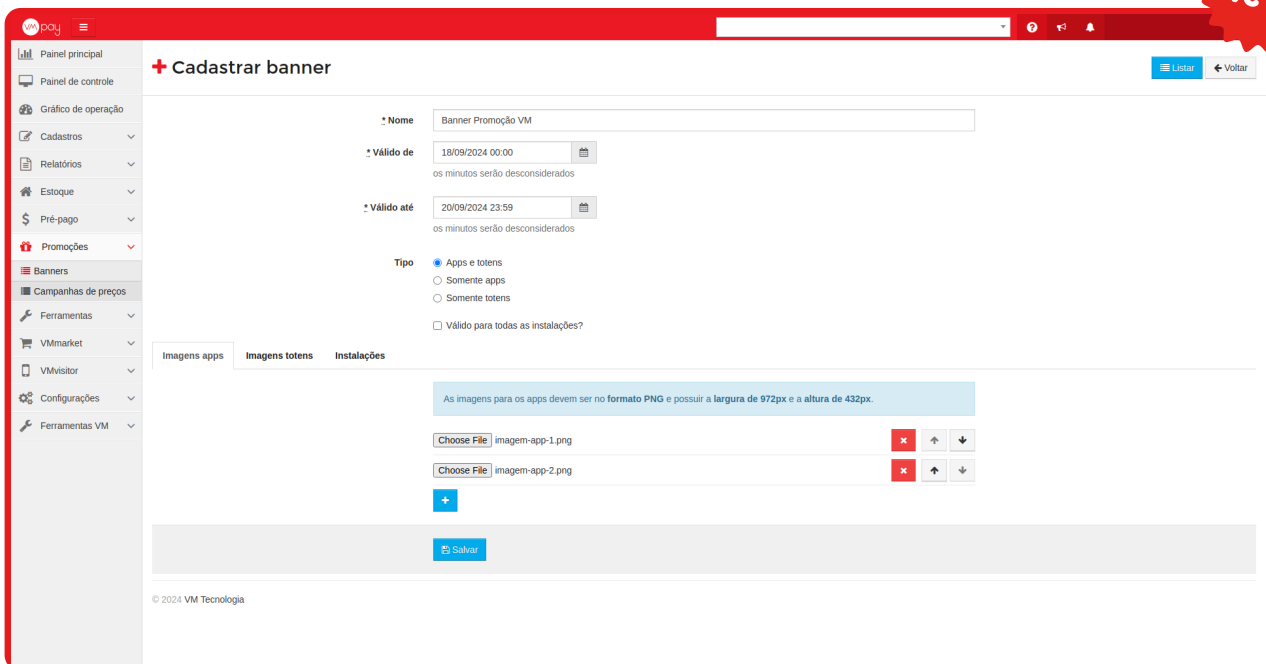 VM pay
Painel principal
Painel de controle
Gráfico de operação
Cadastros
Relatórios
Estoque
Pré-pago
Promoções
Banners
Campanhas de preços
Ferramentas
VMmarket
VMvisitor
Configurações
Ferramentas VM
Cadastrar banner
Listar
Voltar
* Nome Banner Promoção VM
* Válido de 18/09/2024 00:00
os minutos serão desconsiderados
* Válido até 20/09/2024 23:59
os minutos serão desconsiderados
Tipo Apps e totens
Somente apps
Somente totens
Válido para todas as instalações?
Imagens apps Imagens totens Instalações
As imagens para os apps devem ser no formato PNG e possuir a largura de 972px e a altura de 432px.
Choose File imagem-app-1.png
Choose File imagem-app-2.png
Salvar
© 2024 VM Tecnologia